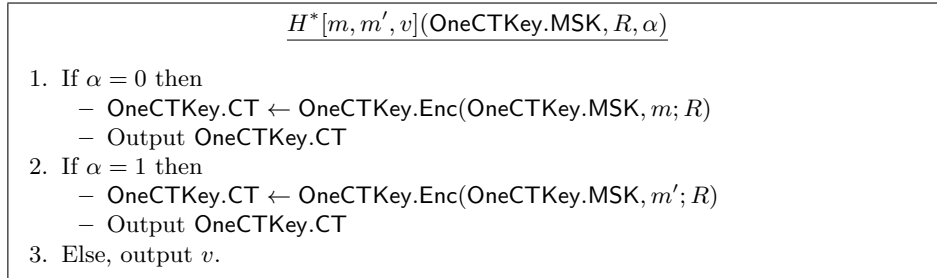 H*[m, m′, v](OneCTKey.MSK, R, α)
1. If α = 0 then
– OneCTKey.CT ← OneCTKey.Enc(OneCTKey.MSK, m; R)
– Output OneCTKey.CT
2. If α = 1 then
– OneCTKey.CT ← OneCTKey.Enc(OneCTKey.MSK, m′; R)
– Output OneCTKey.CT
3. Else, output v.